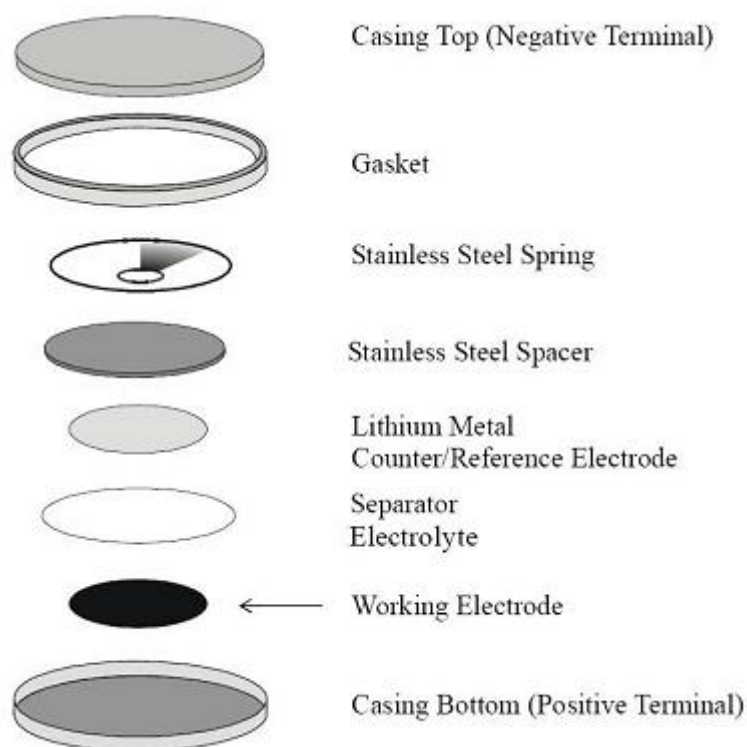 Casing Top (Negative Terminal)
Gasket
Stainless Steel Spring
Stainless Steel Spacer
Lithium Metal
Counter/Reference Electrode
Separator
Electrolyte
Working Electrode
Casing Bottom (Positive Terminal)